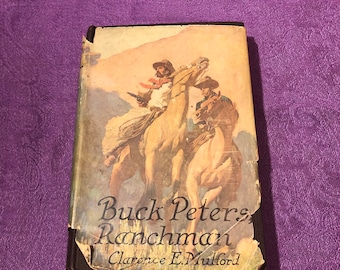 Buck Peters,
Ranchman
Clarence E. Mulford